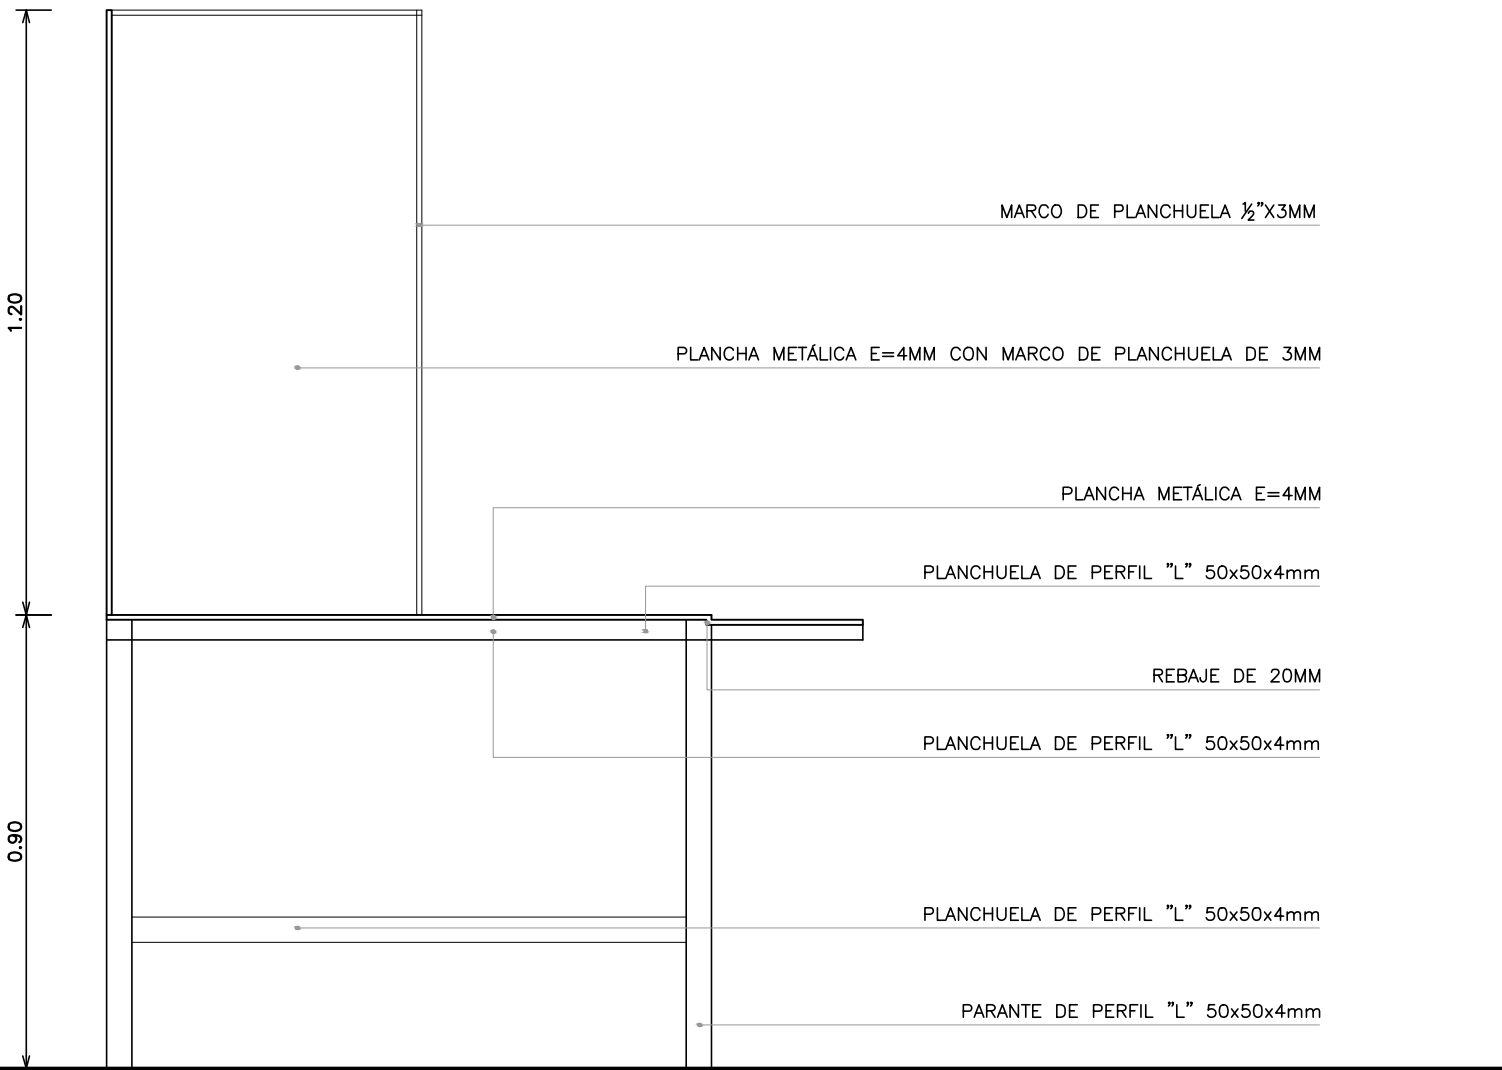 MARCO DE PLANCHUELA ½"X3MM
1.20
PLANCHA METÁLICA E=4MM CON MARCO DE PLANCHUELA DE 3MM
PLANCHA METÁLICA E=4MM
PLANCHUELA DE PERFIL "L" 50x50x4mm
REBAJE DE 20MM
PLANCHUELA DE PERFIL "L" 50x50x4mm
0.90
PLANCHUELA DE PERFIL "L" 50x50x4mm
PARANTE DE PERFIL "L" 50x50x4mm